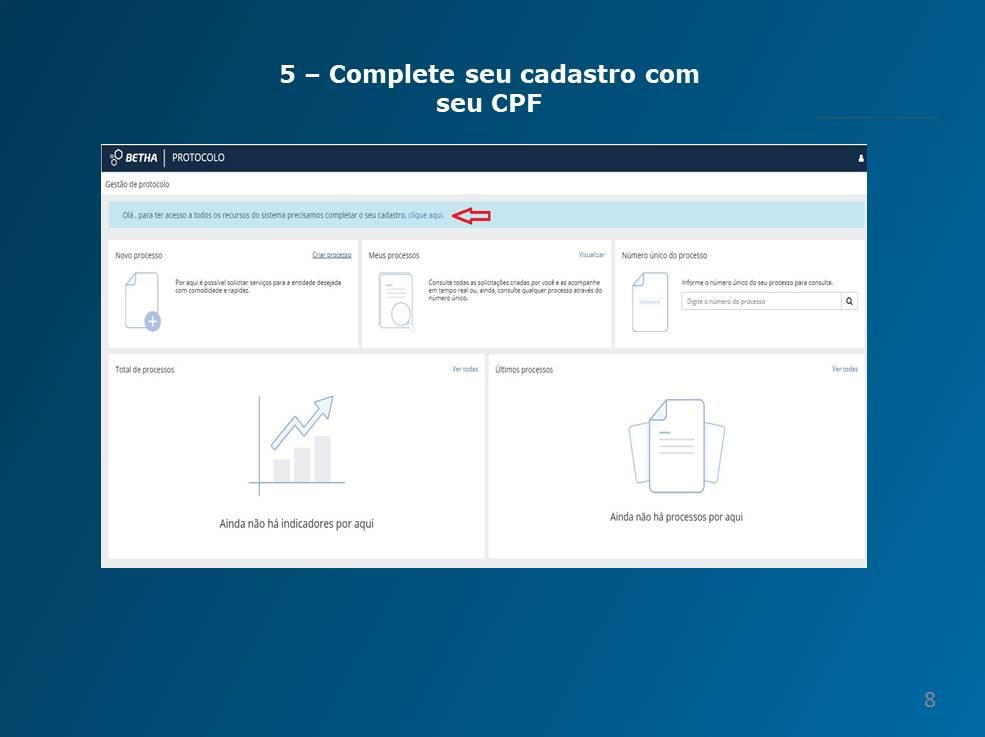 5 – Complete seu cadastro com
seu CPF
BETHA | PROTOCOLO
Gestão de protocolo
Olá , para ter acesso a todos os recursos do sistema precisamos completar o seu cadastro, clique aqui.
Novo processo
Criar processo
Por aqui é possível solicitar serviços para a entidade desejada
com comodidade e rapidez.
Meus processos
Visualizar
Consulte todas as solicitações criadas por você e as acompanhe
em tempo real ou, ainda, consulte qualquer processo através do
número único.
Número único do processo
Informe o número único do seu processo para consulta.
Digite o número do processo
Total de processos
Ver todas
Ainda não há indicadores por aqui
Últimos processos
Ver todas
Ainda não há processos por aqui
8